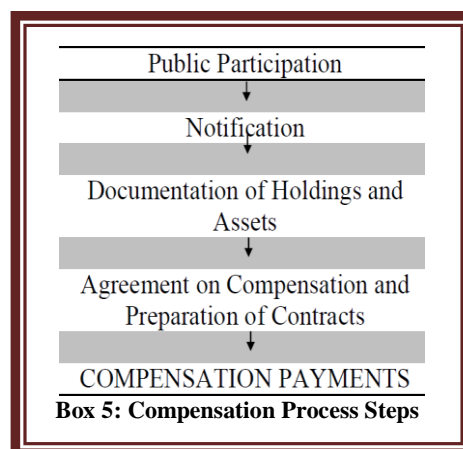 Public Participation
Notification
Documentation of Holdings and
Assets
Agreement on Compensation and
Preparation of Contracts
COMPENSATION PAYMENTS
Box 5: Compensation Process Steps